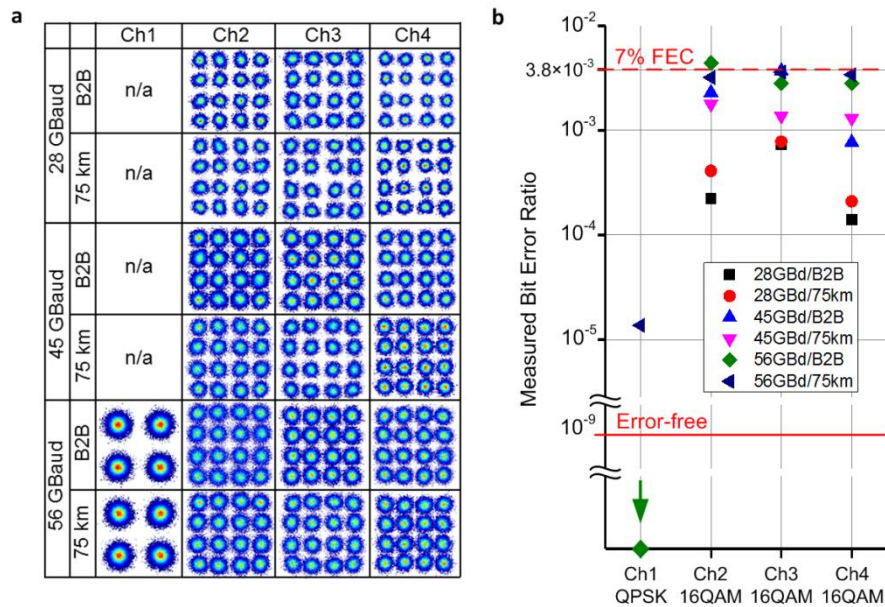 a
Ch1 Ch2 Ch3 Ch4
28 GBaud
B2B
n/a
75 km
n/a
45 GBaud
B2B
n/a
75 km
n/a
56 GBaud
B2B
75 km
b
Measured Bit Error Ratio
10⁻²
7% FEC
3.8×10⁻³
10⁻³
10⁻⁴
28GBd/B2B
28GBd/75km
45GBd/B2B
45GBd/75km
56GBd/B2B
56GBd/75km
10⁻⁵
Error-free
10⁻⁹
Ch1 Ch2 Ch3 Ch4
QPSK 16QAM 16QAM 16QAM